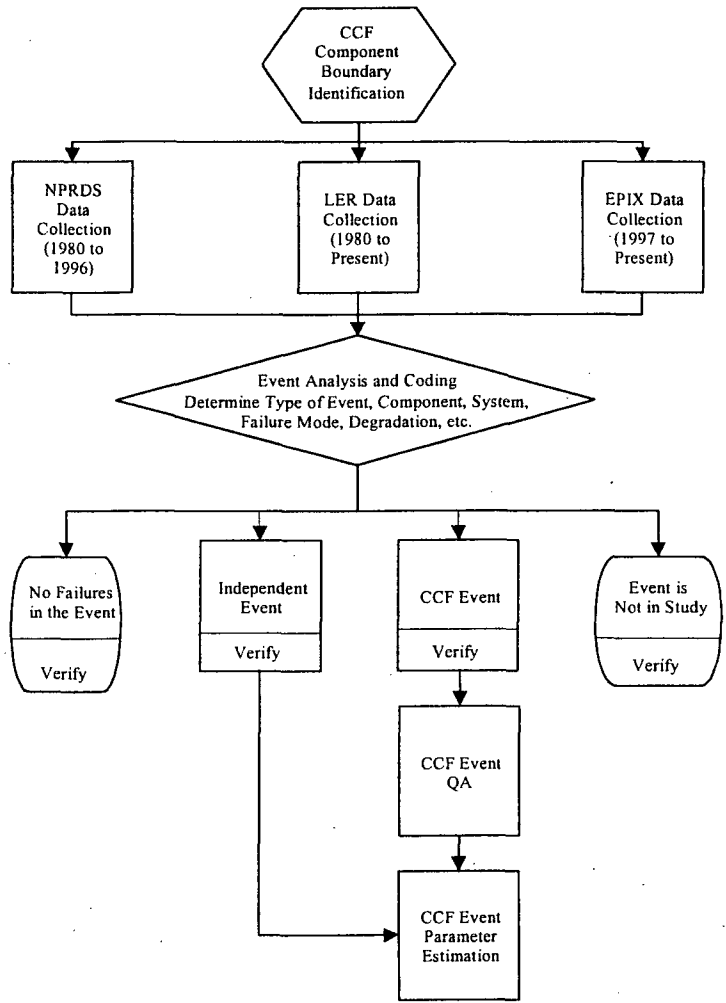 CCF
Component
Boundary
Identification
NPRDS
Data
Collection
(1980 to
1996)
LER Data
Collection
(1980 to
Present)
EPIX Data
Collection
(1997 to
Present)
Event Analysis and Coding
Determine Type of Event, Component, System,
Failure Mode, Degradation, etc.
No Failures
in the Event
Verify
Independent
Event
Verify
CCF Event
Verify
Event is
Not in Study
Verify
CCF Event
QA
CCF Event
Parameter
Estimation